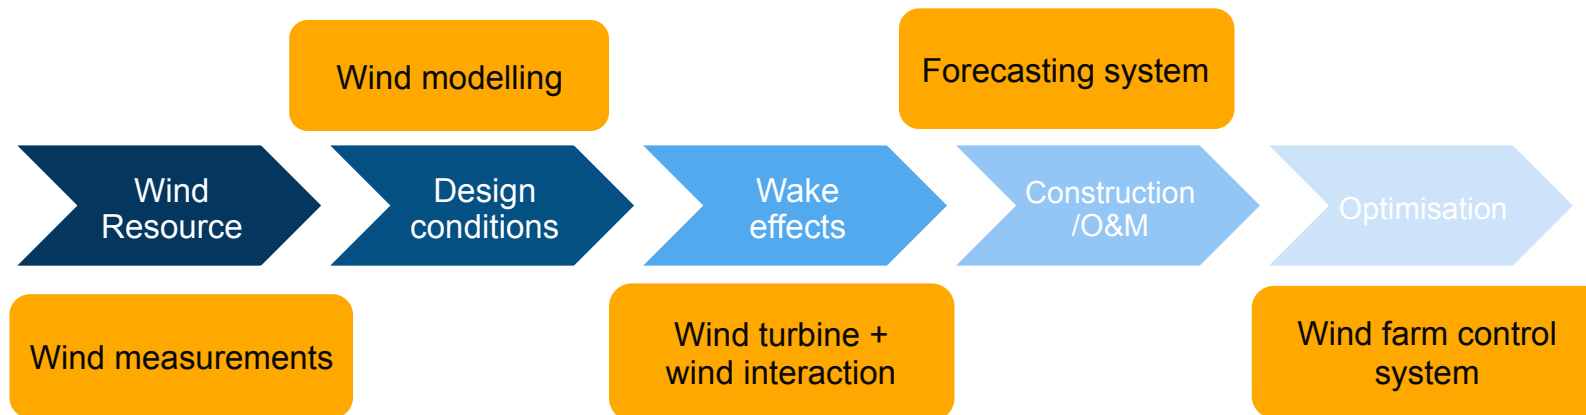 Wind modelling
Forecasting system
Wind
Resource
Design
conditions
Wake
effects
Construction
/O&M
Optimisation
Wind measurements
Wind turbine +
wind interaction
Wind farm control
system